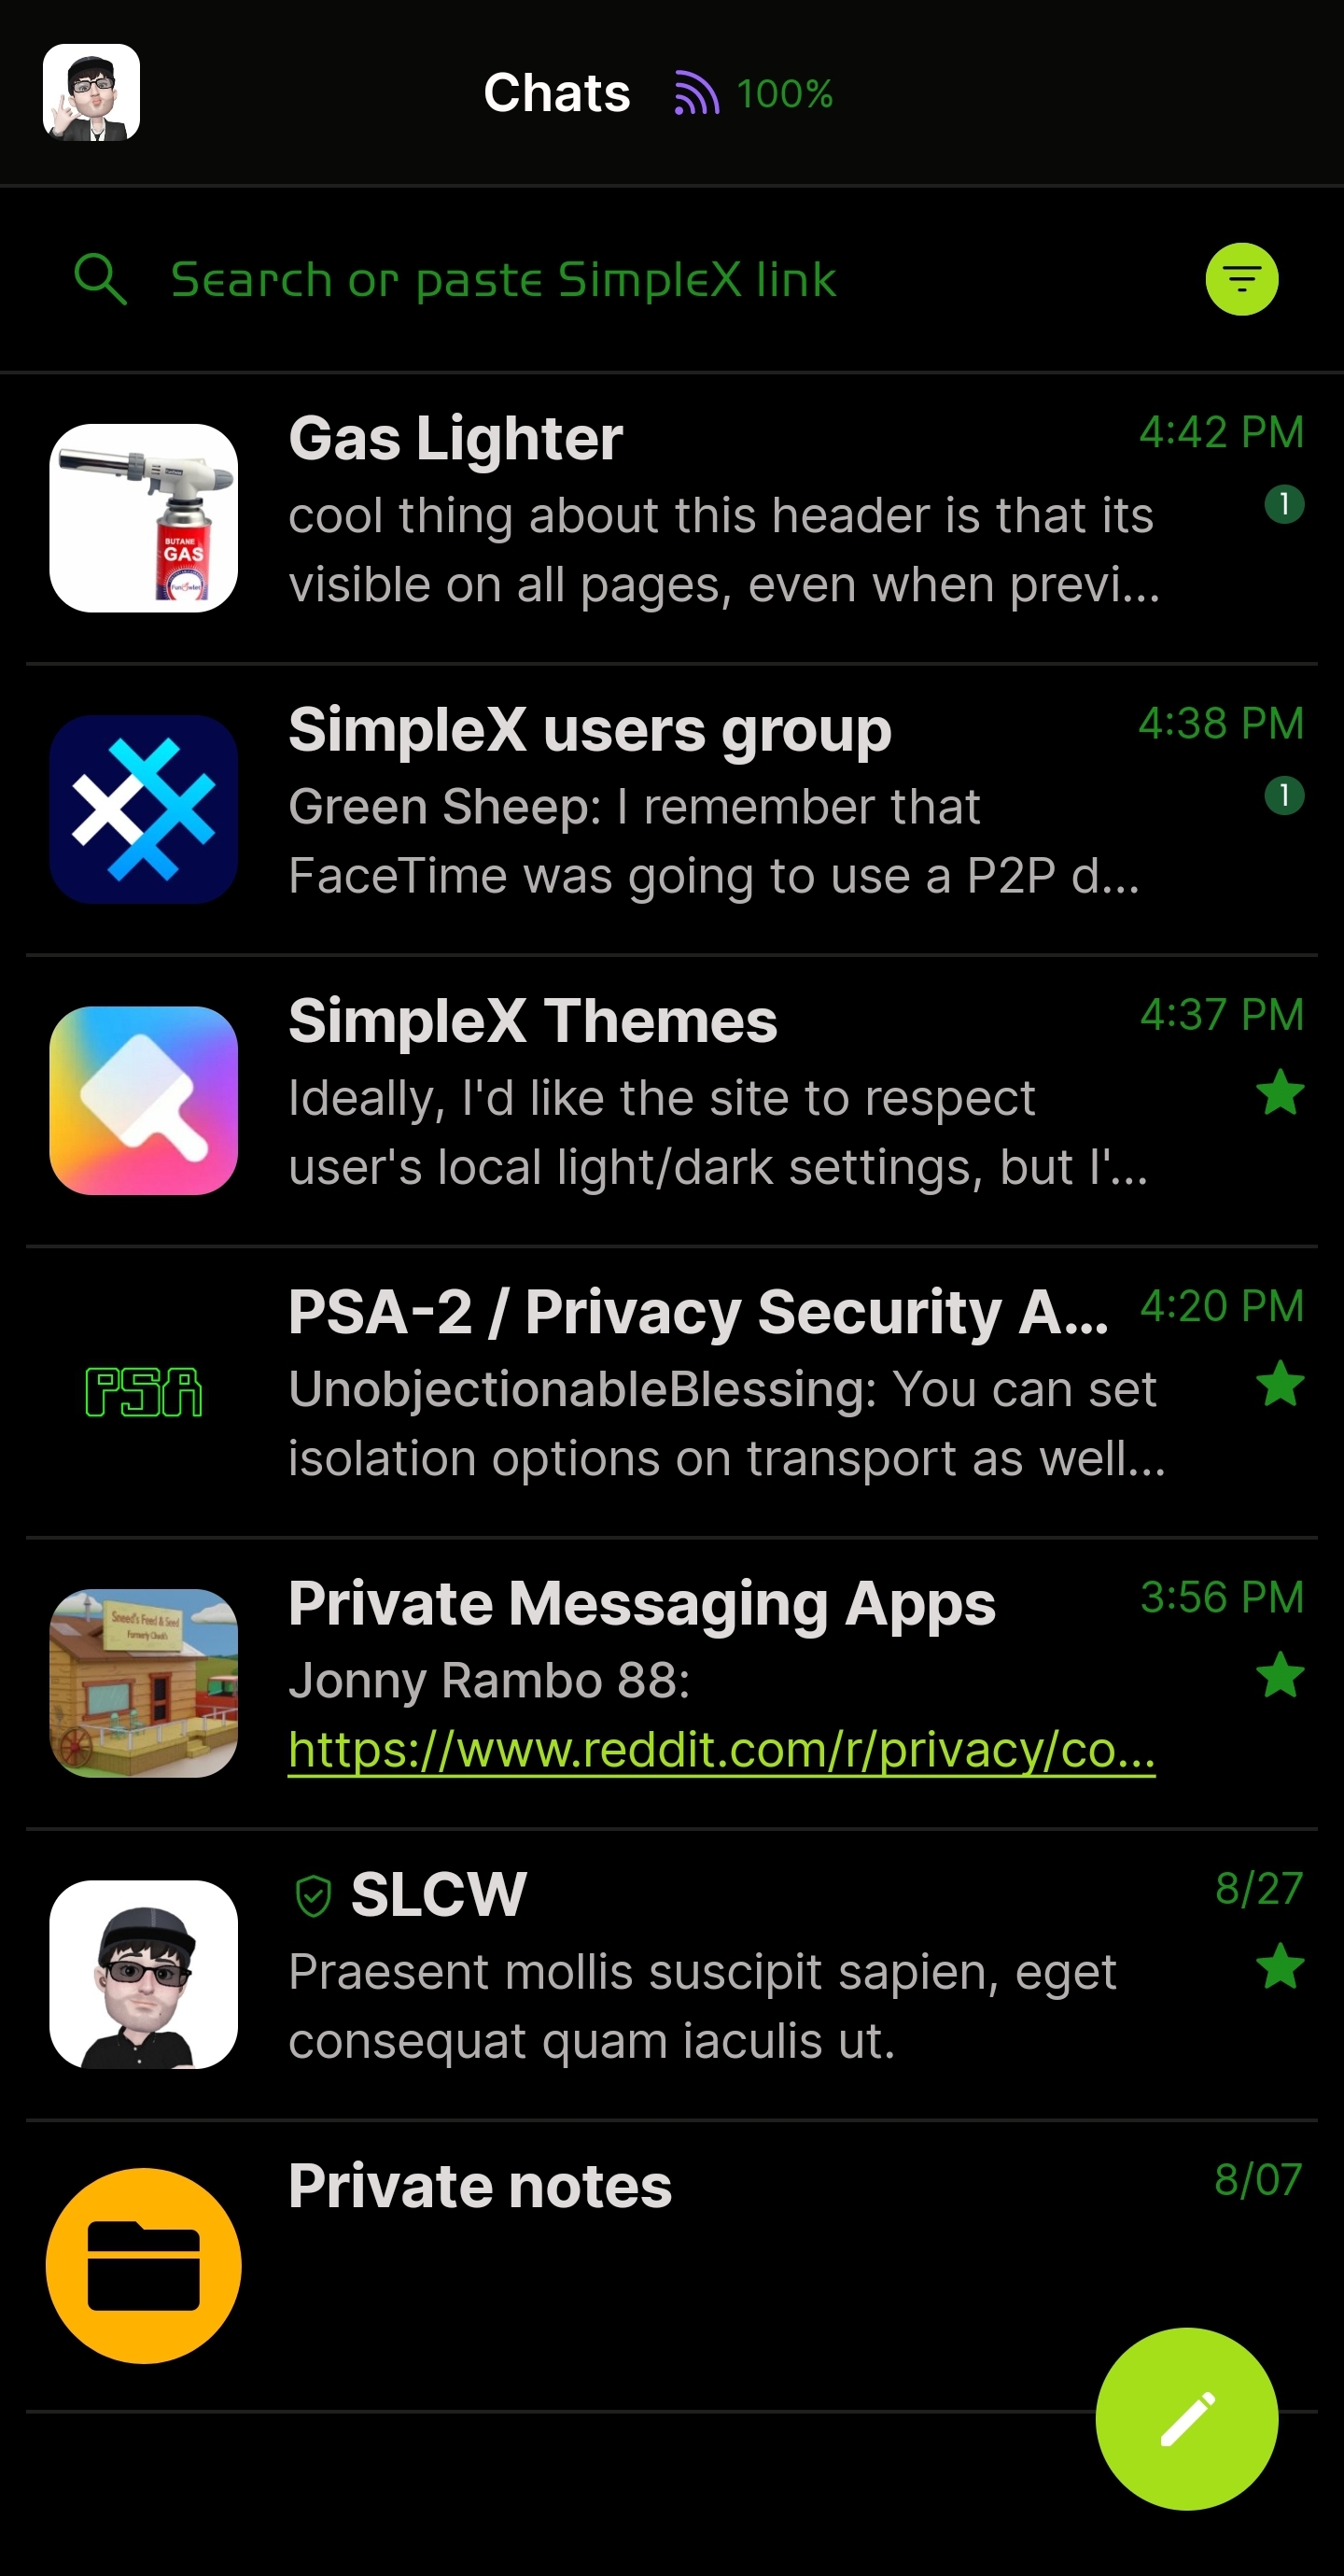 Chats 100%
Search or paste SimpleX link
Gas Lighter 4:42 PM
cool thing about this header is that its 1
visible on all pages, even when previ...
BUTANE
GAS
SimpleX users group 4:38 PM
Green Sheep: I remember that 1
FaceTime was going to use a P2P d...
SimpleX Themes 4:37 PM
Ideally, I'd like the site to respect
user's local light/dark settings, but I'...
PSA-2 / Privacy Security A... 4:20 PM
PSA
UnobjectionableBlessing: You can set
isolation options on transport as well...
Private Messaging Apps 3:56 PM
Sneed's Feed & Seed
Formerly Chuck's
Jonny Rambo 88:
https://www.reddit.com/r/privacy/co...
SLCW 8/27
Praesent mollis suscipit sapien, eget
consequat quam iaculis ut.
Private notes 8/07